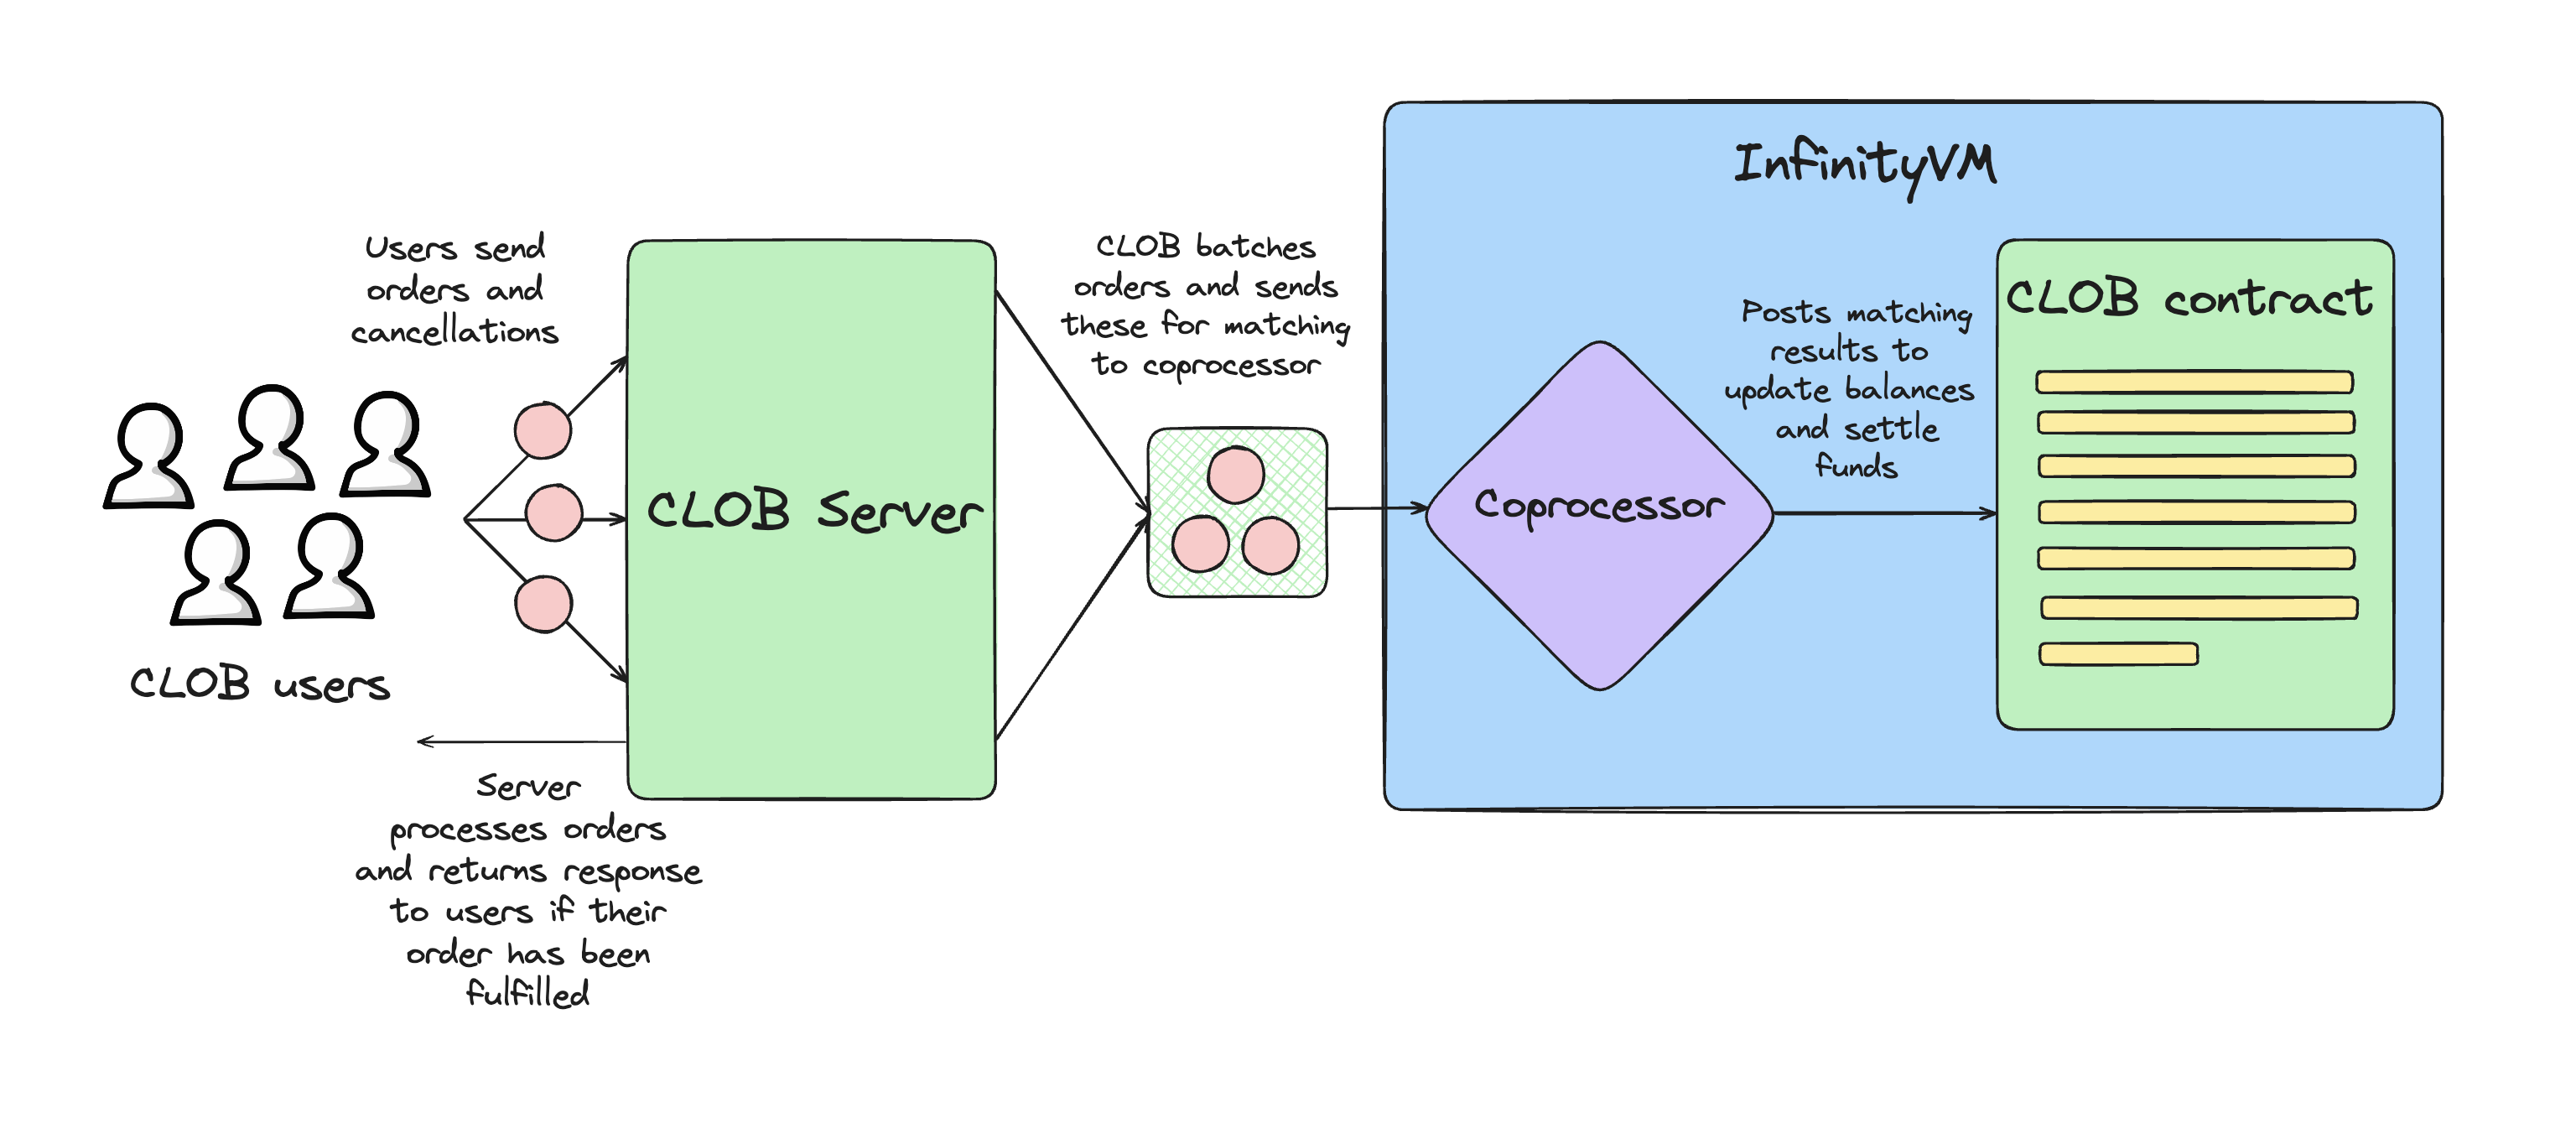 Users send
orders and
cancellations
CLOB users
Server
processes orders
and returns response
to users if their
order has been
fulfilled
CLOB Server
CLOB batches
orders and sends
these for matching
to coprocessor
InfinityVM
Coprocessor
Posts matching
results to
update balances
and settle
funds
CLOB contract